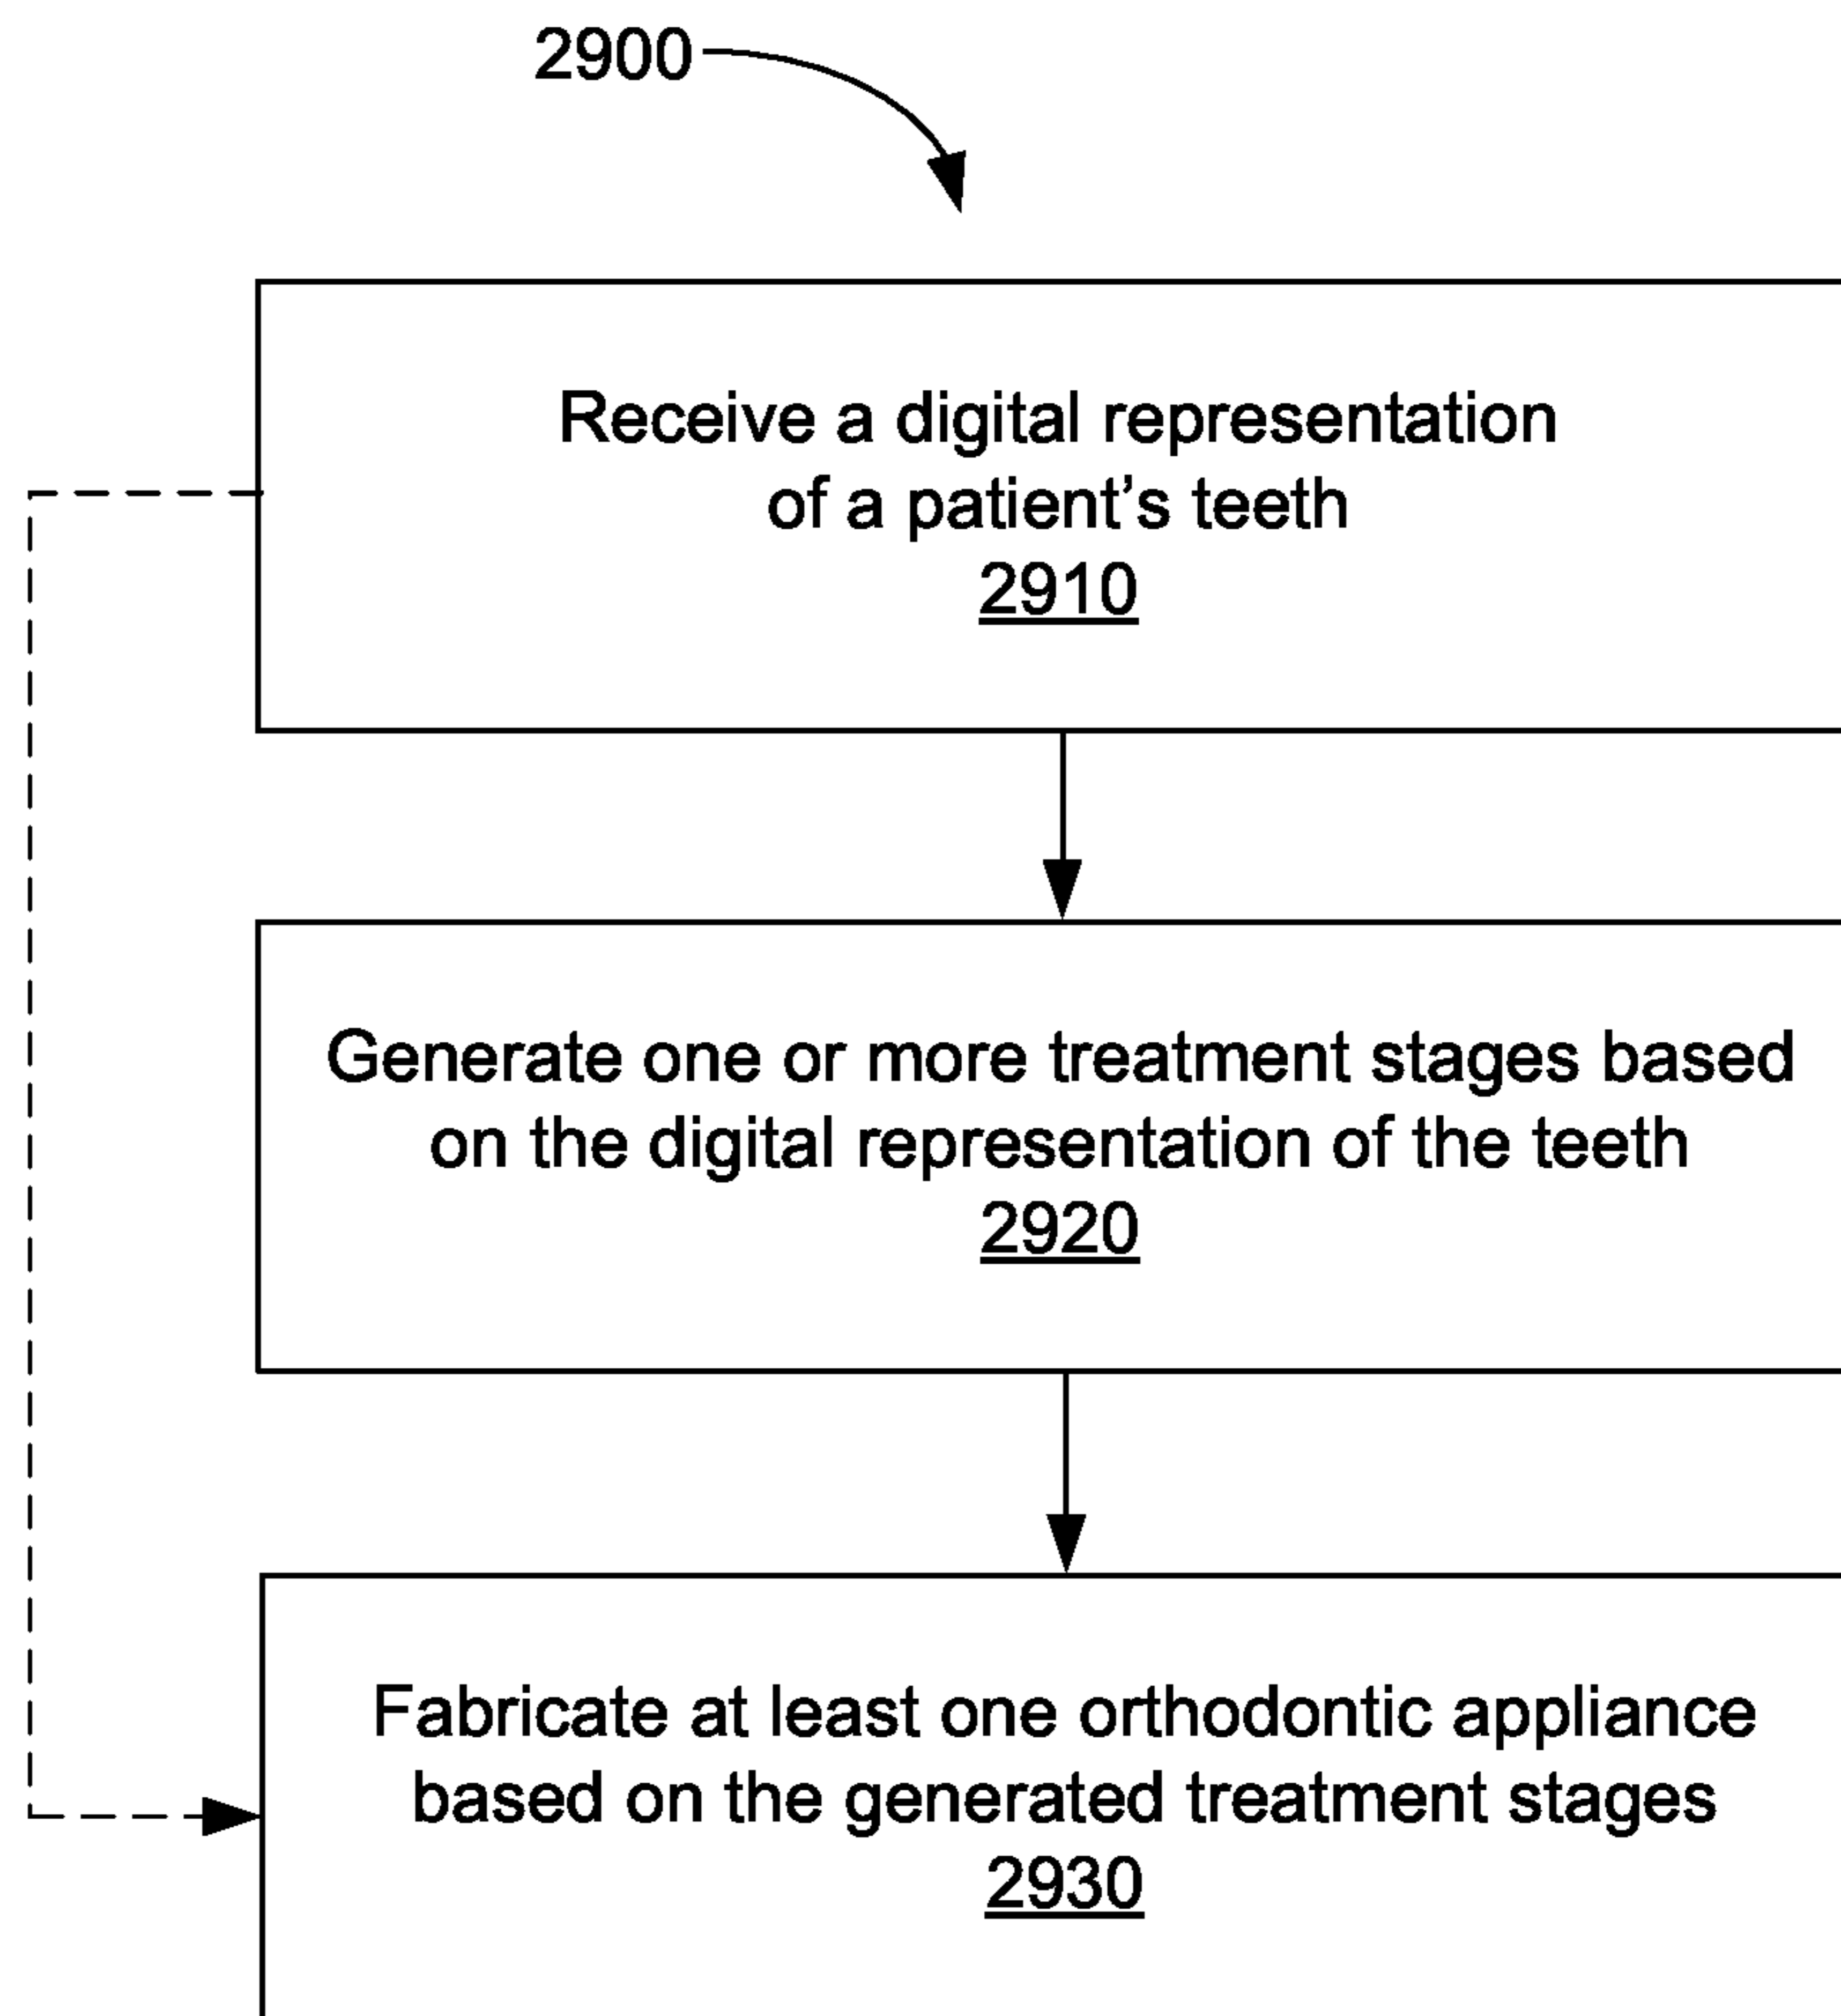 2900
Receive a digital representation
of a patient’s teeth
2910
Generate one or more treatment stages based
on the digital representation of the teeth
2920
Fabricate at least one orthodontic appliance
based on the generated treatment stages
2930